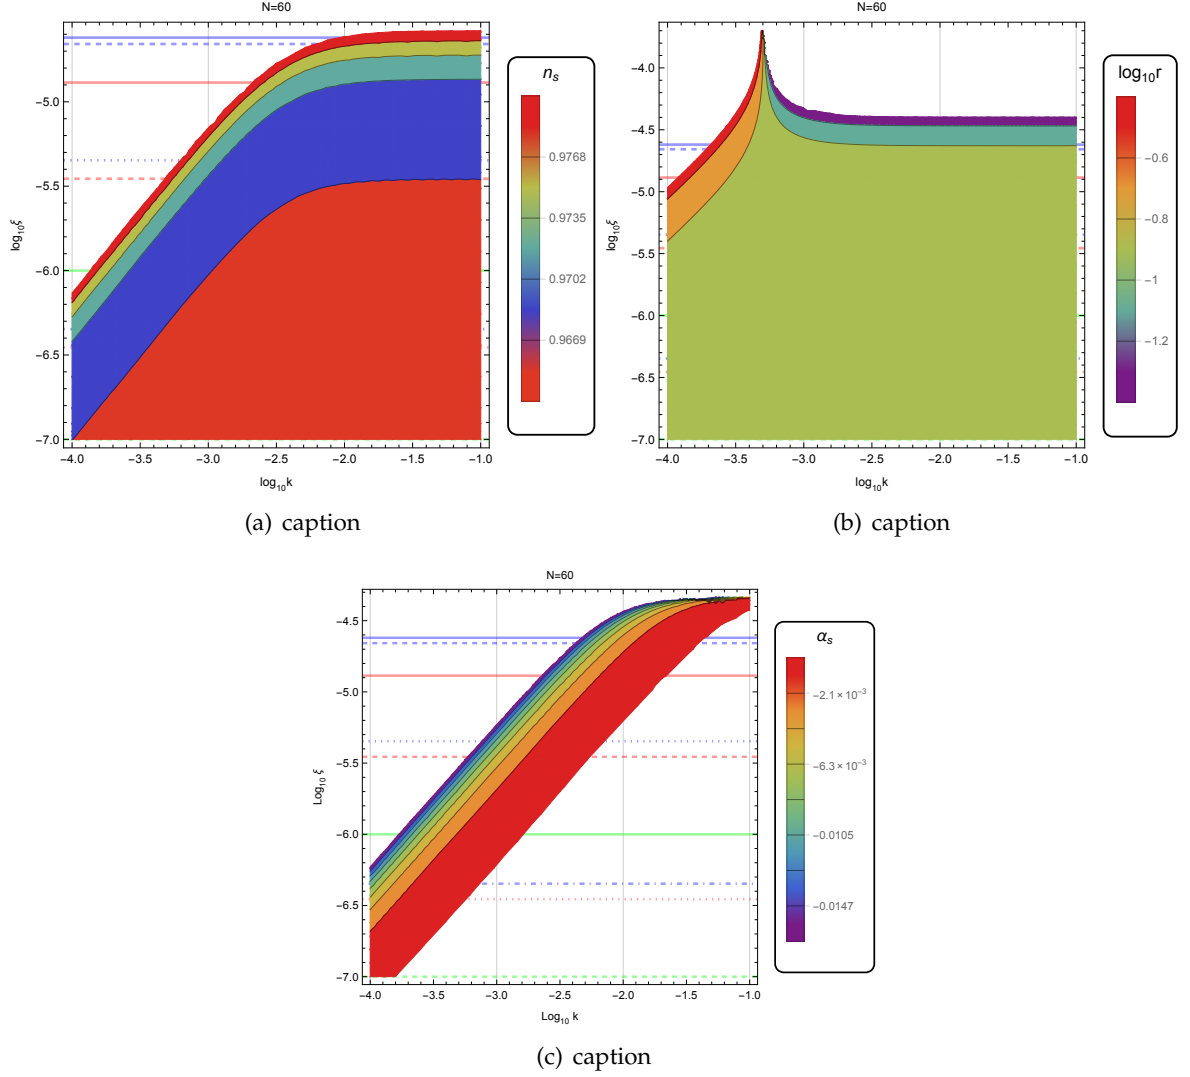 N=60
n_s
0.9768
0.9735
0.9702
0.9669
log₁₀ξ
−5.0
−5.5
−6.0
−6.5
−7.0
−4.0 −3.5 −3.0 −2.5 −2.0 −1.5 −1.0
log₁₀k
(a) caption
N=60
log₁₀r
−0.6
−0.8
−1
−1.2
log₁₀ξ
−4.0
−4.5
−5.0
−5.5
−6.0
−6.5
−7.0
−4.0 −3.5 −3.0 −2.5 −2.0 −1.5 −1.0
log₁₀k
(b) caption
N=60
α_s
−2.1×10⁻³
−6.3×10⁻³
−0.0105
−0.0147
Log₁₀ ξ
−4.5
−5.0
−5.5
−6.0
−6.5
−7.0
−4.0 −3.5 −3.0 −2.5 −2.0 −1.5 −1.0
Log₁₀ k
(c) caption